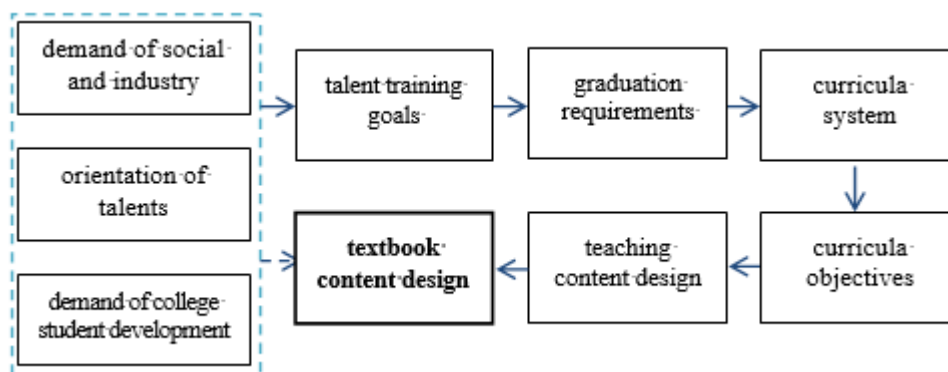 demand of social
and industry
orientation of
talents
demand of college
student development
talent training
goals
graduation
requirements
curricula
system
curricula
objectives
teaching
content design
textbook
content design